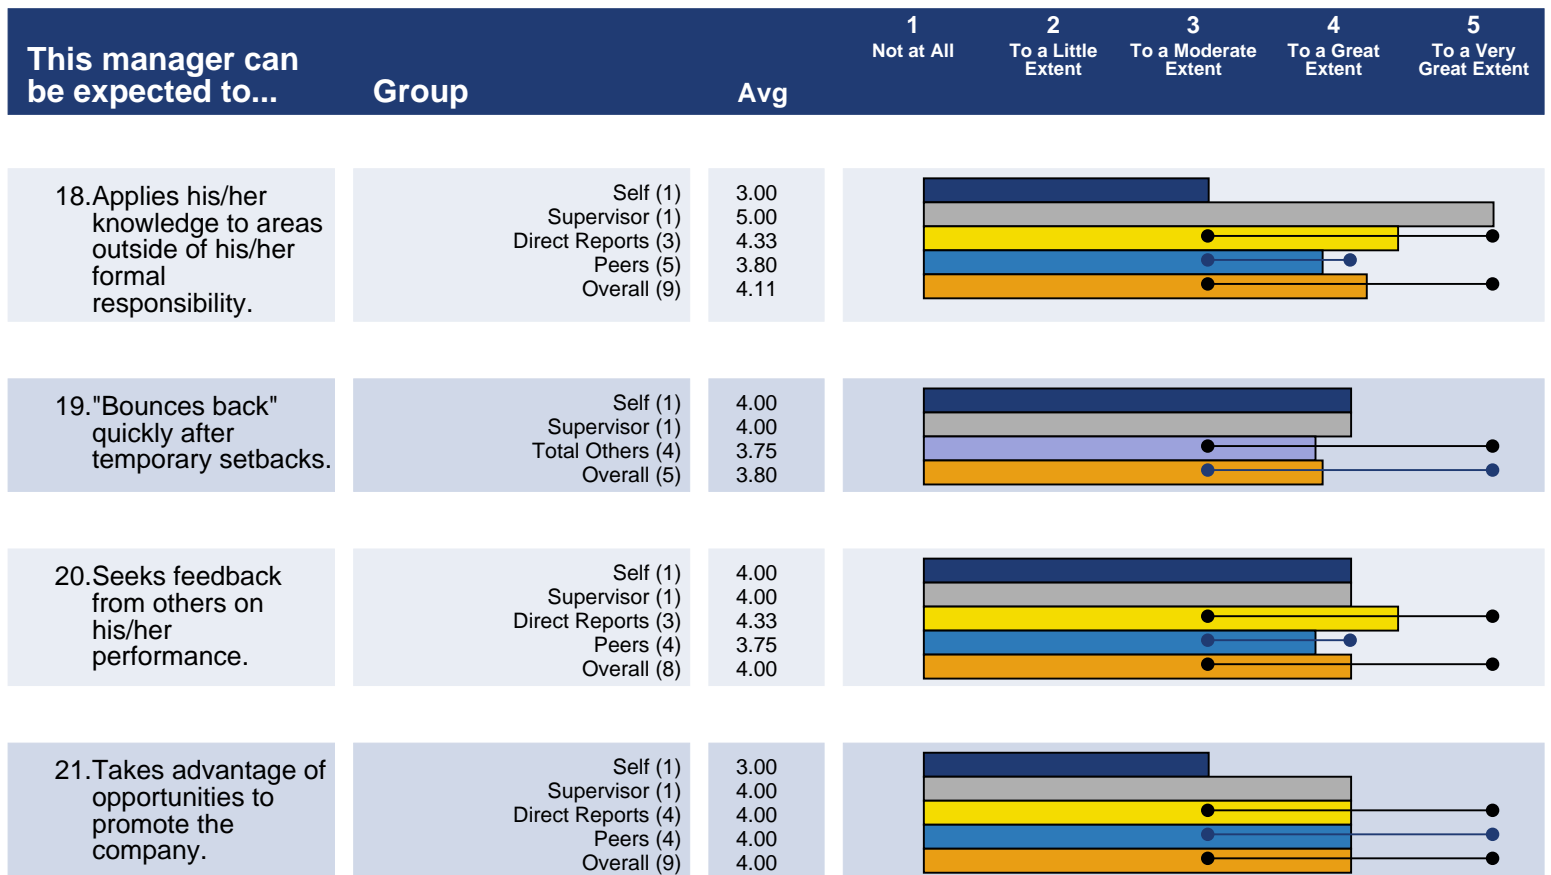 1 2 3 4 5
Not at All To a Little To a Moderate To a Great To a Very
Extent Extent Extent Great Extent
This manager can
be expected to... Group Avg
18.Applies his/her
knowledge to areas
outside of his/her
formal
responsibility.
Self (1) 3.00
Supervisor (1) 5.00
Direct Reports (3) 4.33
Peers (5) 3.80
Overall (9) 4.11
19."Bounces back"
quickly after
temporary setbacks.
Self (1) 4.00
Supervisor (1) 4.00
Total Others (4) 3.75
Overall (5) 3.80
20.Seeks feedback
from others on
his/her
performance.
Self (1) 4.00
Supervisor (1) 4.00
Direct Reports (3) 4.33
Peers (4) 3.75
Overall (8) 4.00
21.Takes advantage of
opportunities to
promote the
company.
Self (1) 3.00
Supervisor (1) 4.00
Direct Reports (4) 4.00
Peers (4) 4.00
Overall (9) 4.00